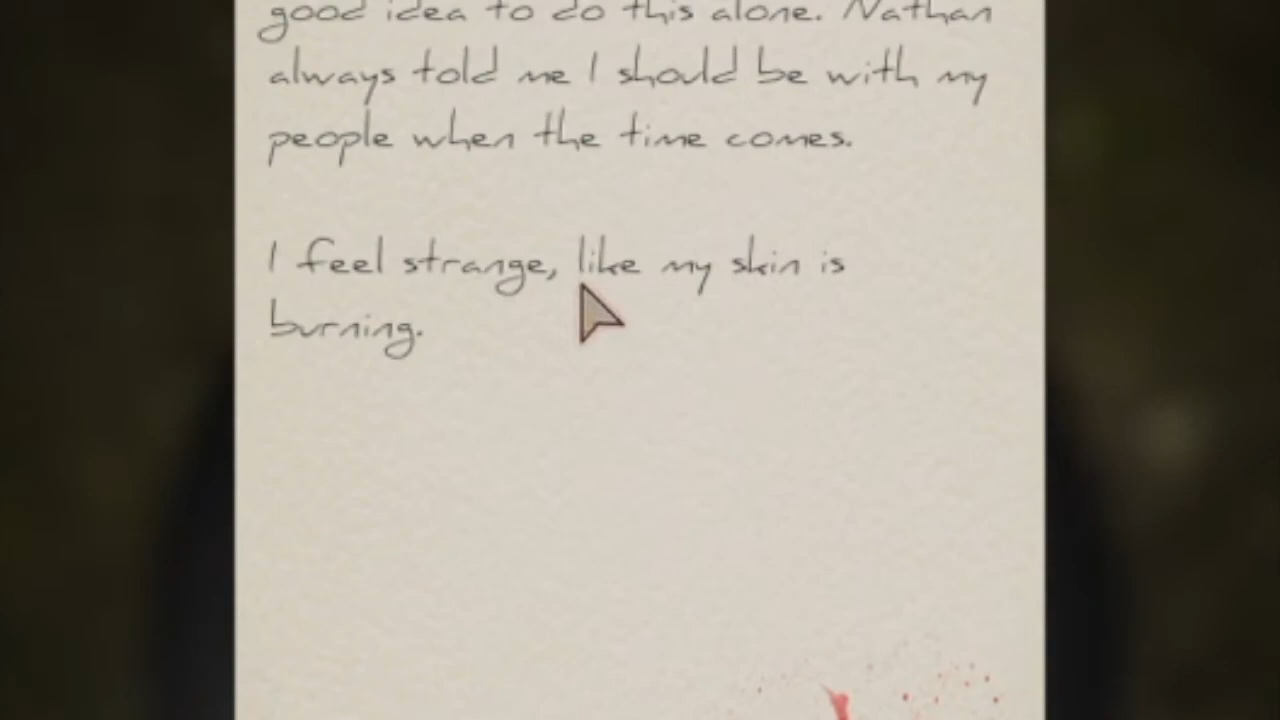 good idea to do this alone. Nathan
always told me I should be with my
people when the time comes.
I feel strange, like my skin is
burning.